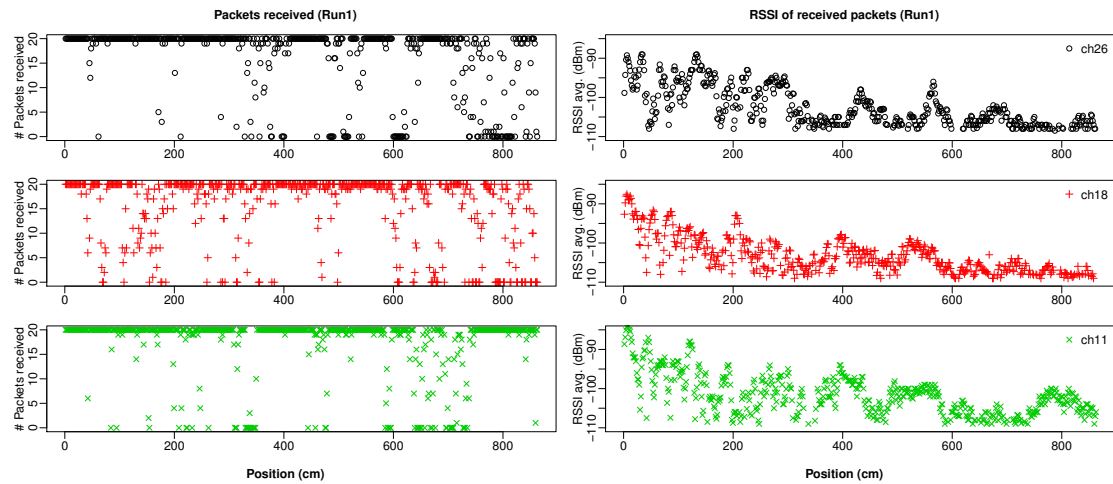 Packets received (Run1)
# Packets received
0 5 10 15 20
0 200 400 600 800
RSSI of received packets (Run1)
RSSI avg. (dBm)
−110 −100 −90
0 200 400 600 800
ch26
# Packets received
0 5 10 15 20
0 200 400 600 800
RSSI avg. (dBm)
−110 −100 −90
0 200 400 600 800
ch18
# Packets received
0 5 10 15 20
0 200 400 600 800
Position (cm)
RSSI avg. (dBm)
−110 −100 −90
0 200 400 600 800
ch11
Position (cm)